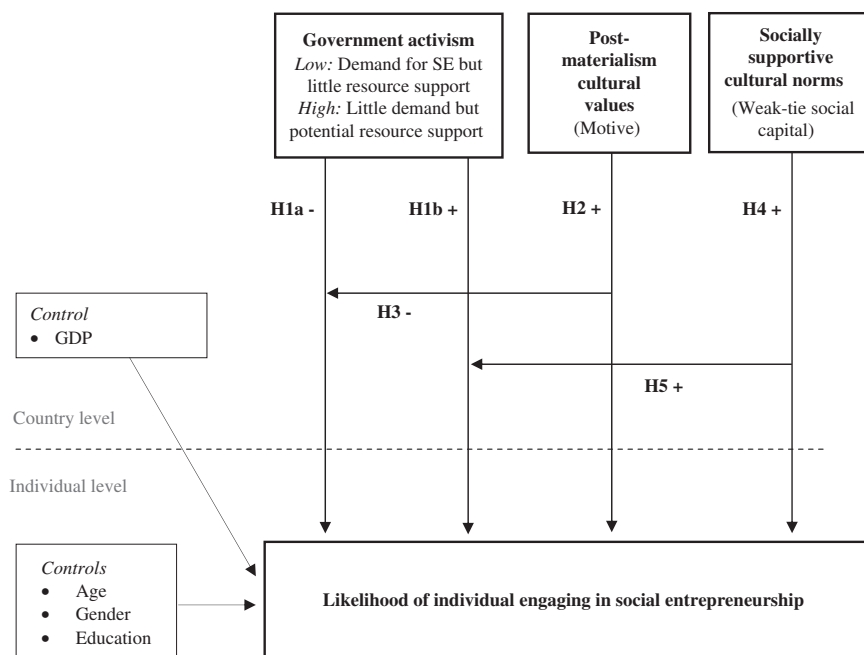 Government activism
Low: Demand for SE but
little resource support
High: Little demand but
potential resource support
Post-
materialism
cultural
values
(Motive)
Socially
supportive
cultural norms
(Weak-tie social
capital)
H1a -
H1b +
H2 +
H4 +
H3 -
H5 +
Control
• GDP
Country level
Individual level
Controls
• Age
• Gender
• Education
Likelihood of individual engaging in social entrepreneurship